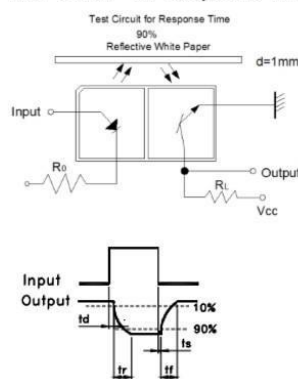 Test Circuit for Response Time
90%
Reflective White Paper
d=1mm
Input
Output
RD
RL
Vcc
Input
Output
10%
90%
td
ts
tr
tf